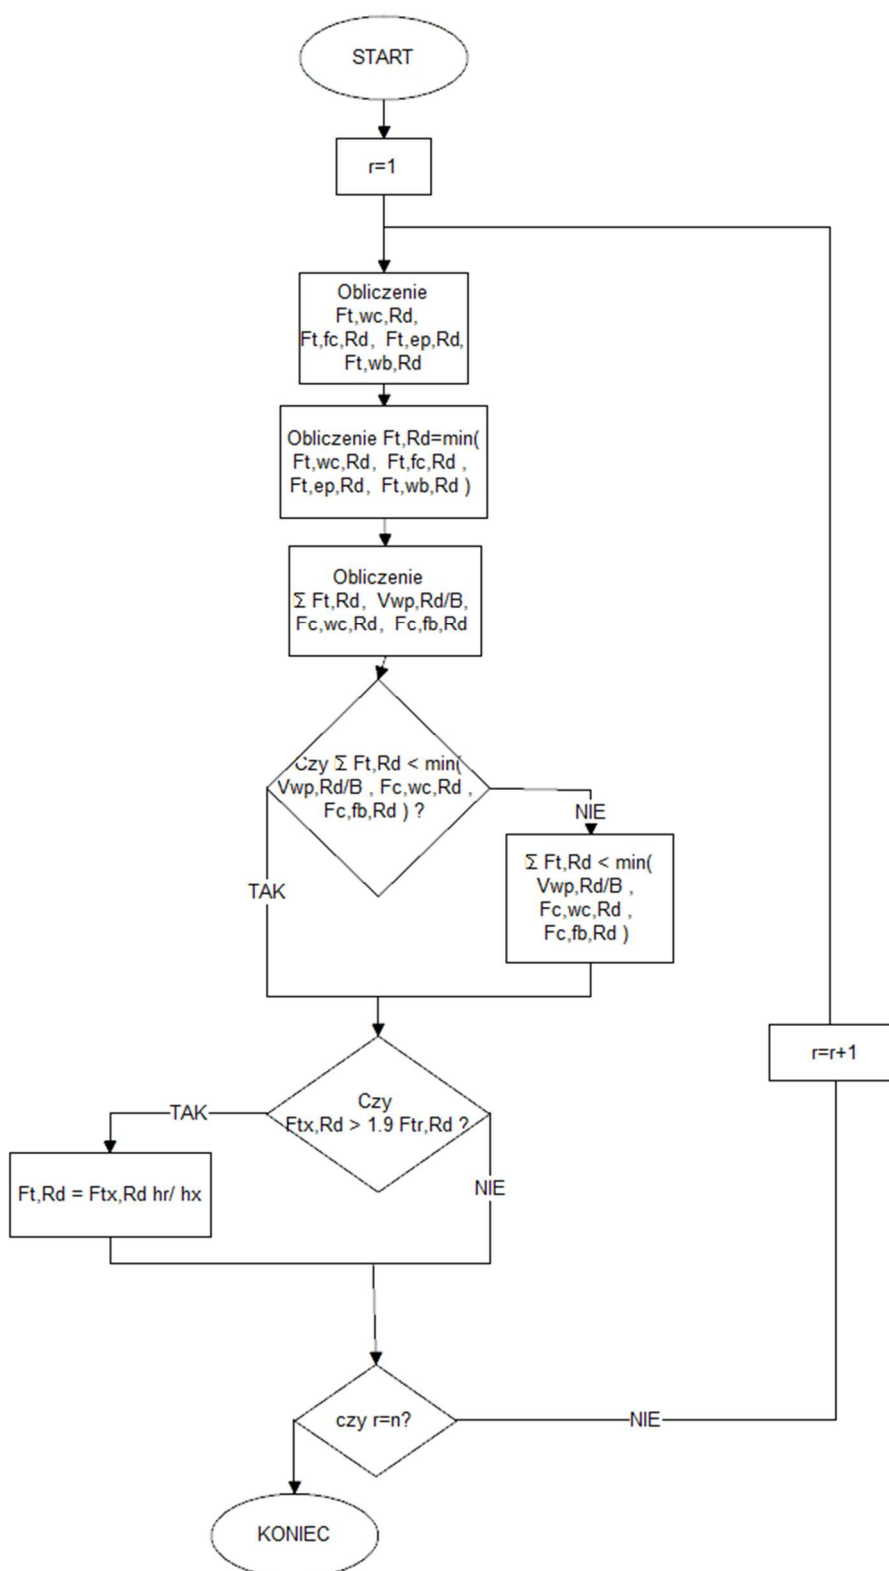 START
r=1
Obliczenie
Ft,wc,Rd,
Ft,fc,Rd, Ft,ep,Rd,
Ft,wb,Rd
Obliczenie Ft,Rd=min(
Ft,wc,Rd, Ft,fc,Rd ,
Ft,ep,Rd, Ft,wb,Rd )
Obliczenie
Σ Ft,Rd, Vwp,Rd/B,
Fc,wc,Rd, Fc,fb,Rd
Czy Σ Ft,Rd < min(
Vwp,Rd/B , Fc,wc,Rd ,
Fc,fb,Rd ) ?
NIE
TAK
Σ Ft,Rd < min(
Vwp,Rd/B ,
Fc,wc,Rd ,
Fc,fb,Rd )
r=r+1
Czy
Ftx,Rd > 1.9 Ftr,Rd ?
TAK
NIE
Ft,Rd = Ftx,Rd hr/ hx
czy r=n?
NIE
KONIEC